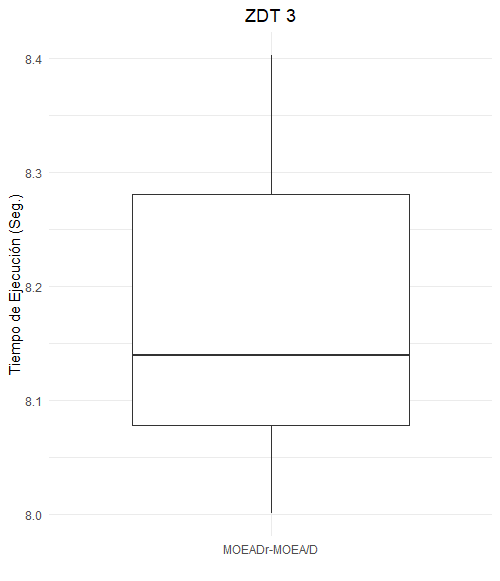 ZDT 3
Tiempo de Ejecución (Seg.)
8.4
8.3
8.2
8.1
8.0
MOEADr-MOEA/D